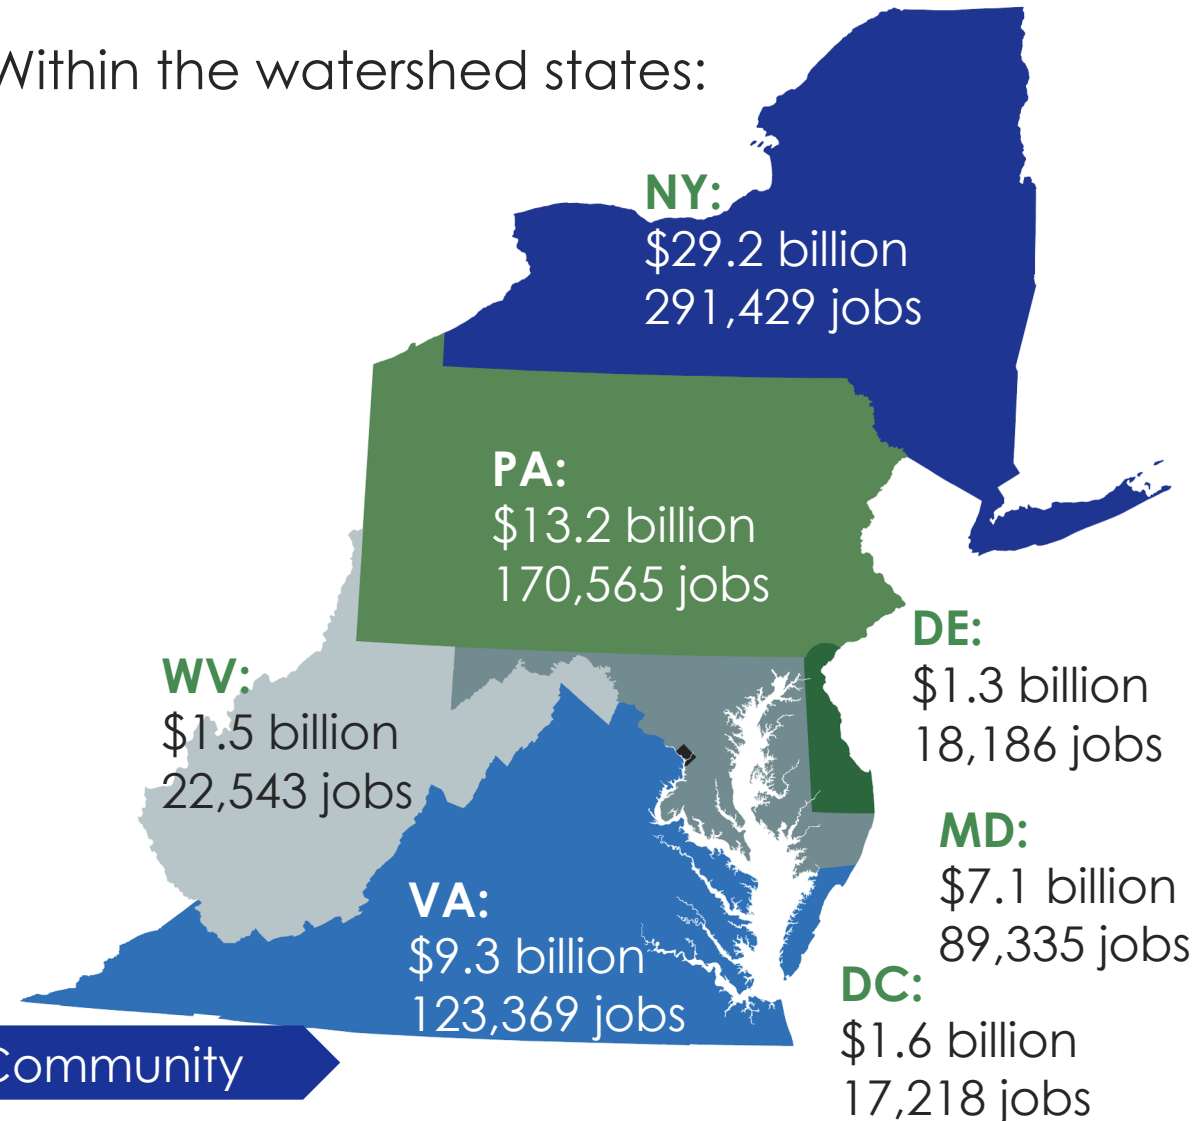 Within the watershed states:
NY:
$29.2 billion
291,429 jobs
PA:
$13.2 billion
170,565 jobs
DE:
$1.3 billion
18,186 jobs
WV:
$1.5 billion
22,543 jobs
MD:
$7.1 billion
89,335 jobs
VA:
$9.3 billion
123,369 jobs
DC:
$1.6 billion
17,218 jobs
Community